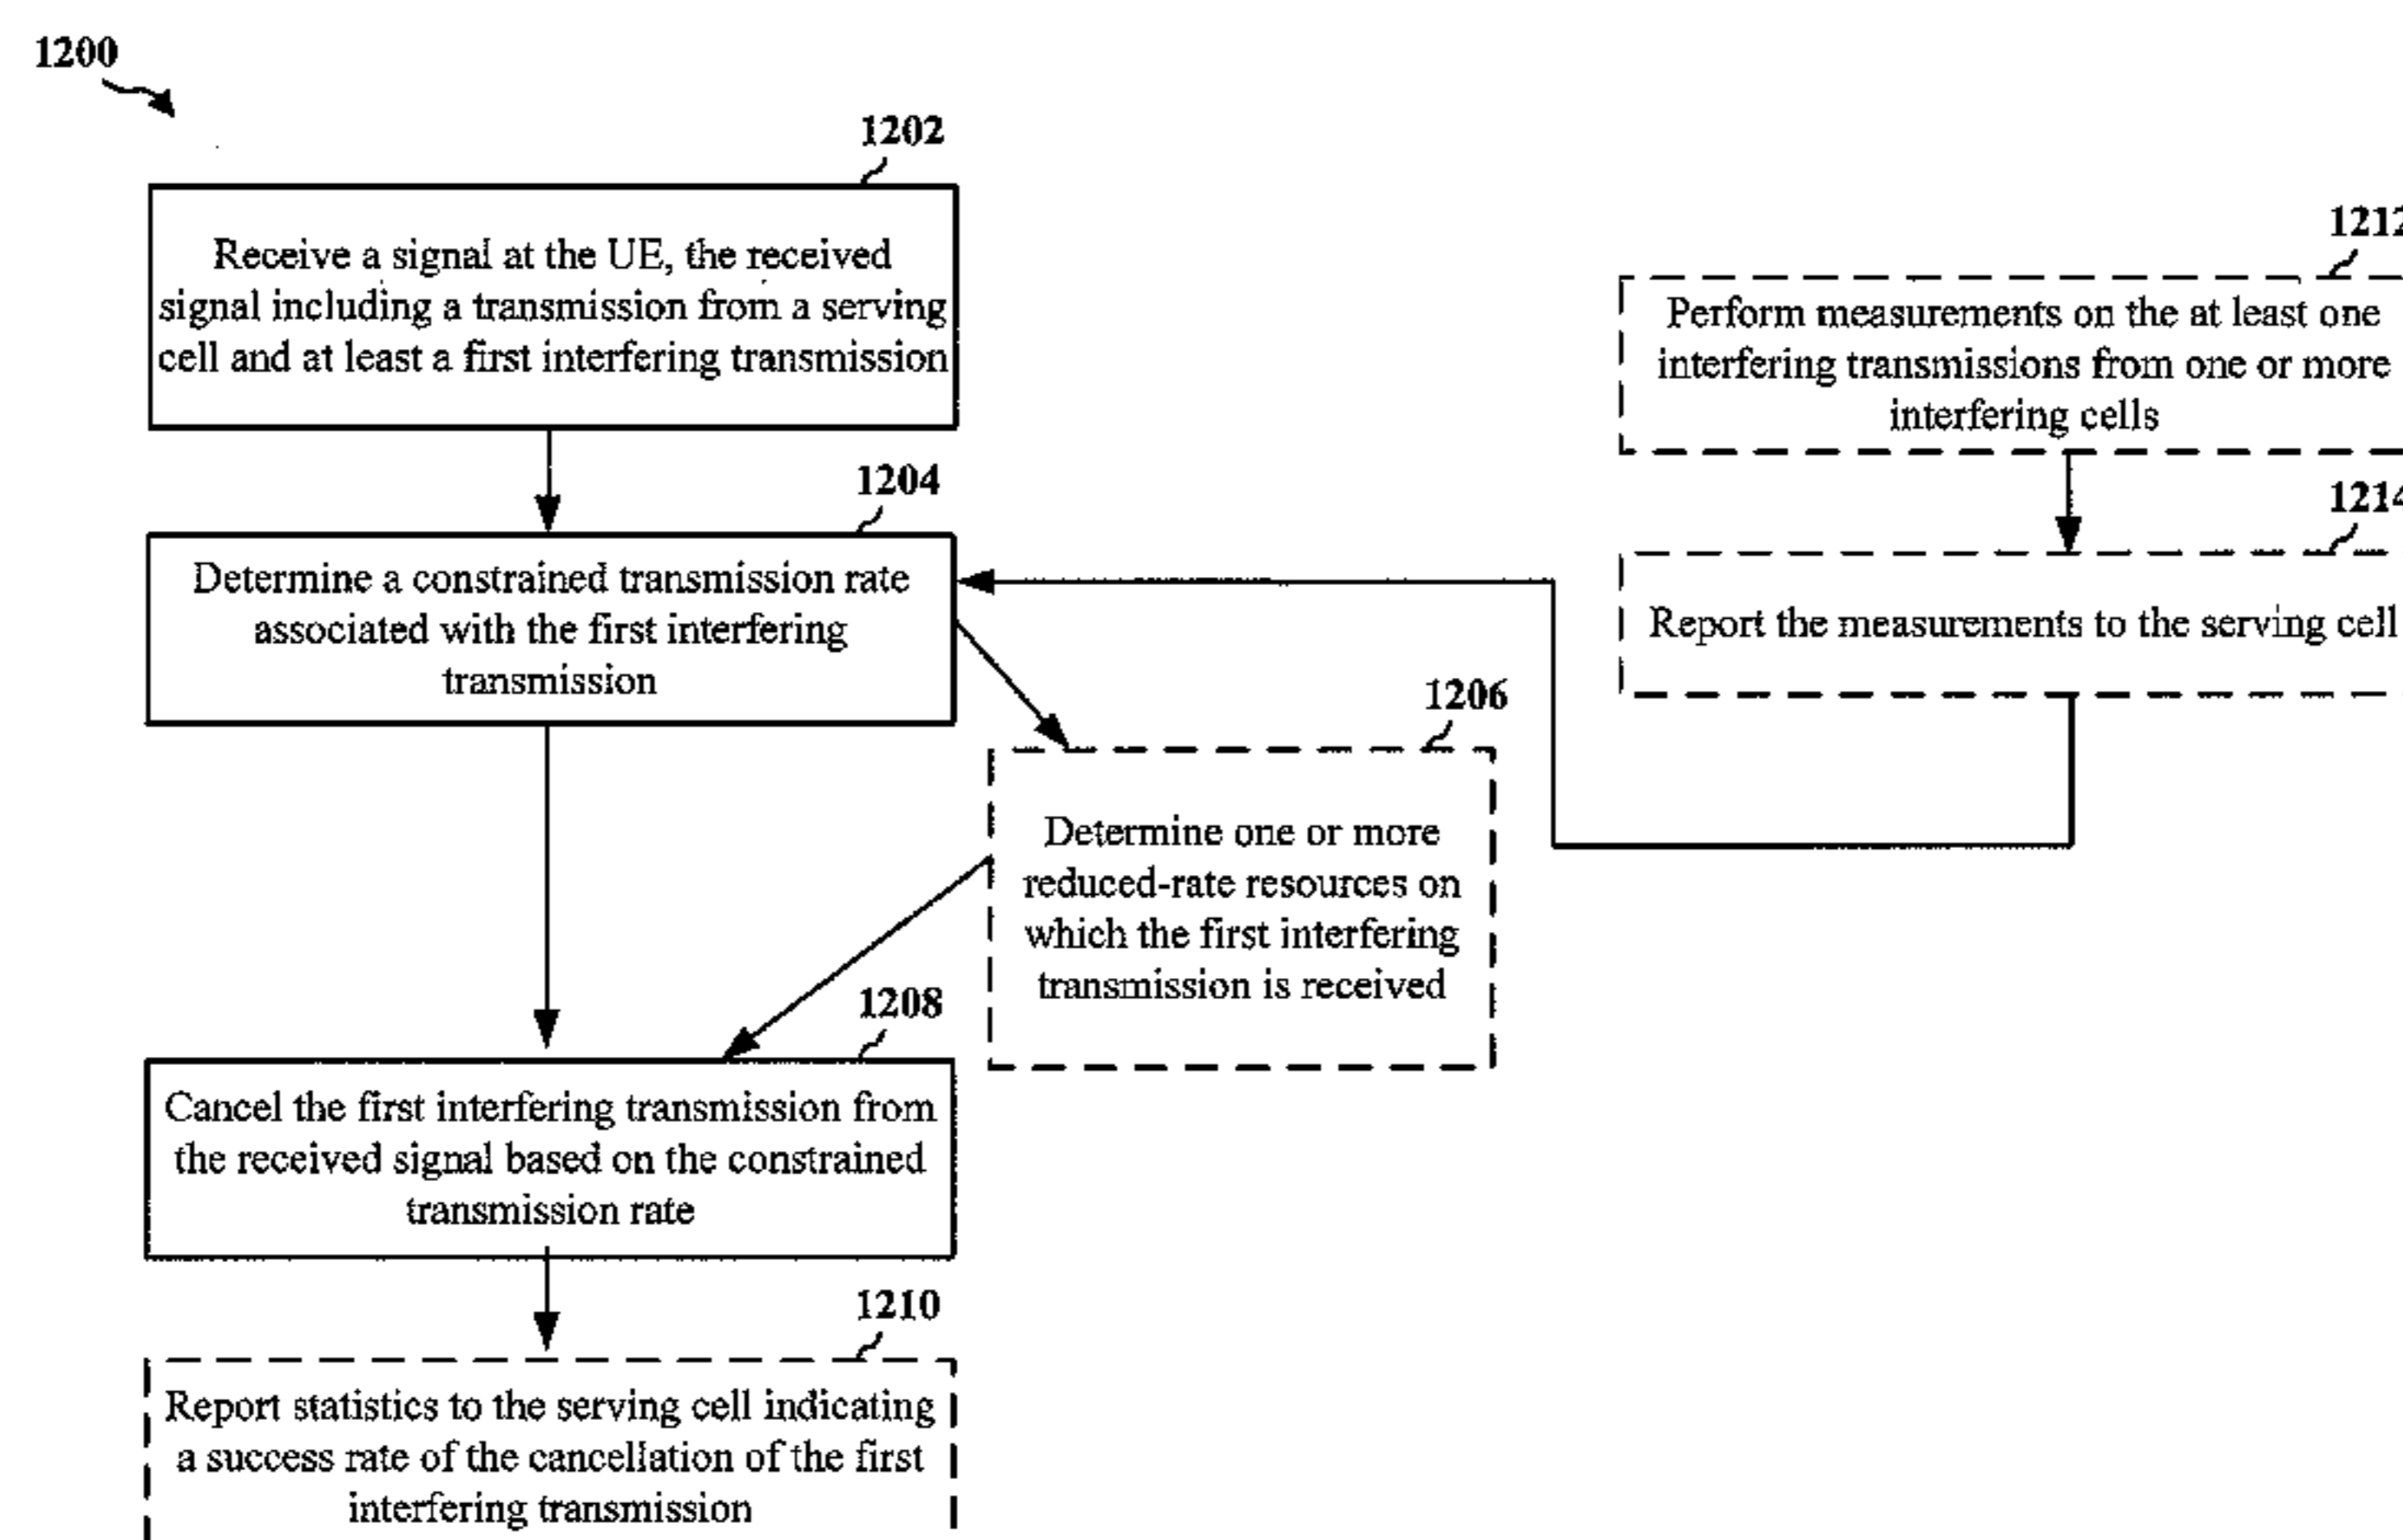 1200
1202
Receive a signal at the UE, the received
signal including a transmission from a serving
cell and at least a first interfering transmission
1204
Determine a constrained transmission rate
associated with the first interfering
transmission
1206
Determine one or more
reduced-rate resources on
which the first interfering
transmission is received
1208
Cancel the first interfering transmission from
the received signal based on the constrained
transmission rate
1210
Report statistics to the serving cell indicating
a success rate of the cancellation of the first
interfering transmission
1212
Perform measurements on the at least one
interfering transmissions from one or more
interfering cells
1214
Report the measurements to the serving cell